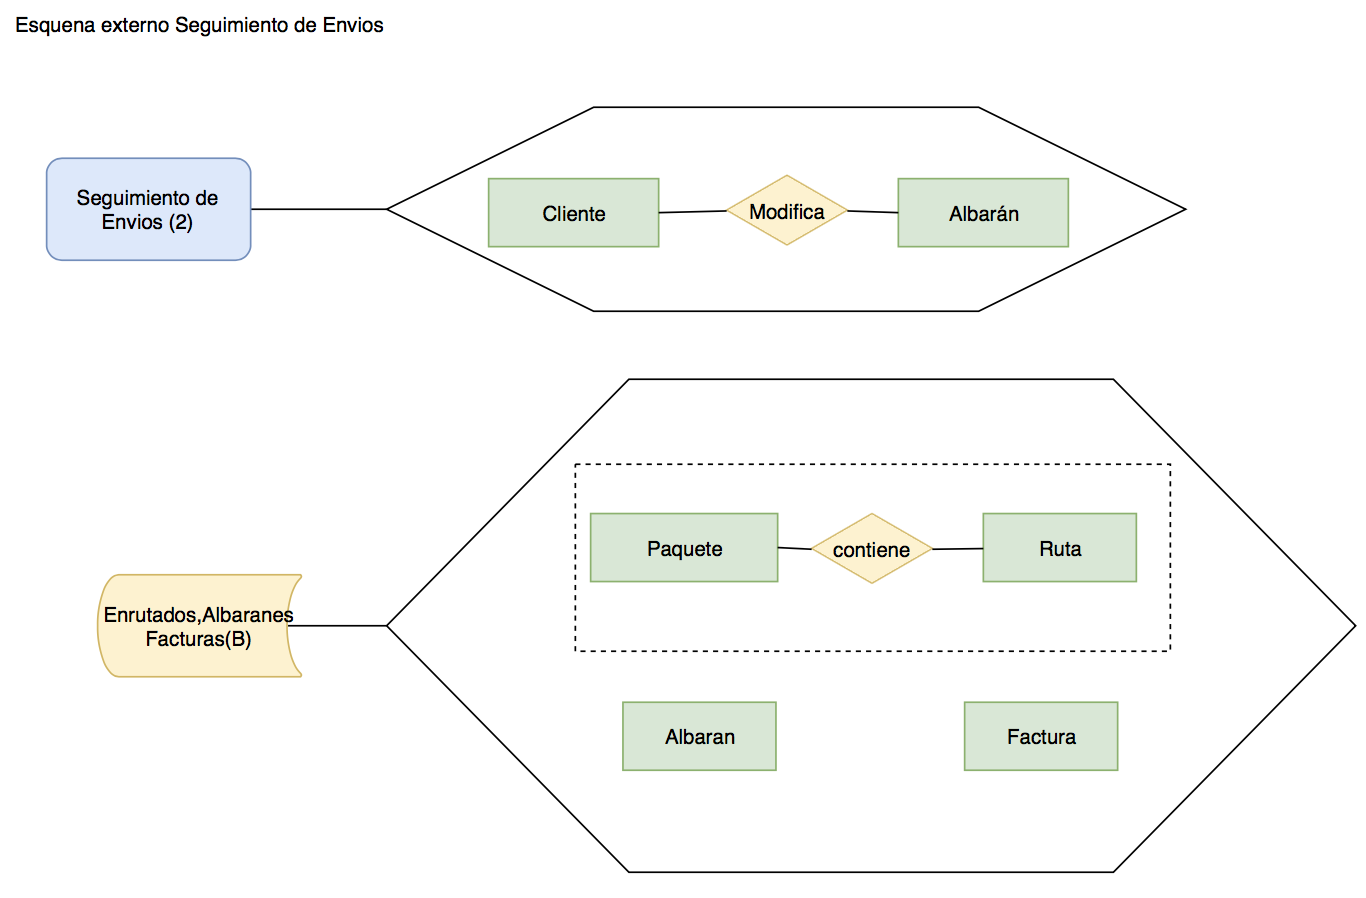 Esquena externo Seguimiento de Envios
Seguimiento de
Envios (2)
Cliente
Modifica
Albarán
Paquete
contiene
Ruta
Enrutados,Albaranes
Facturas(B)
Albaran
Factura